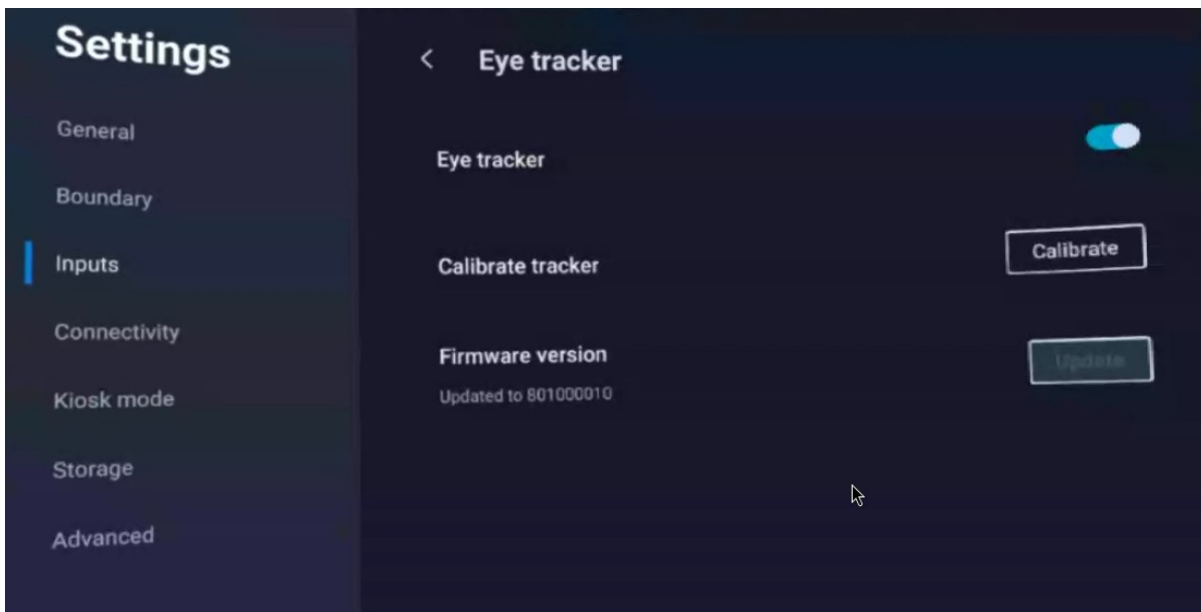 Settings
General
Boundary
Inputs
Connectivity
Kiosk mode
Storage
Advanced
Eye tracker
Eye tracker
Calibrate tracker
Calibrate
Firmware version
Updated to 801000010
Update